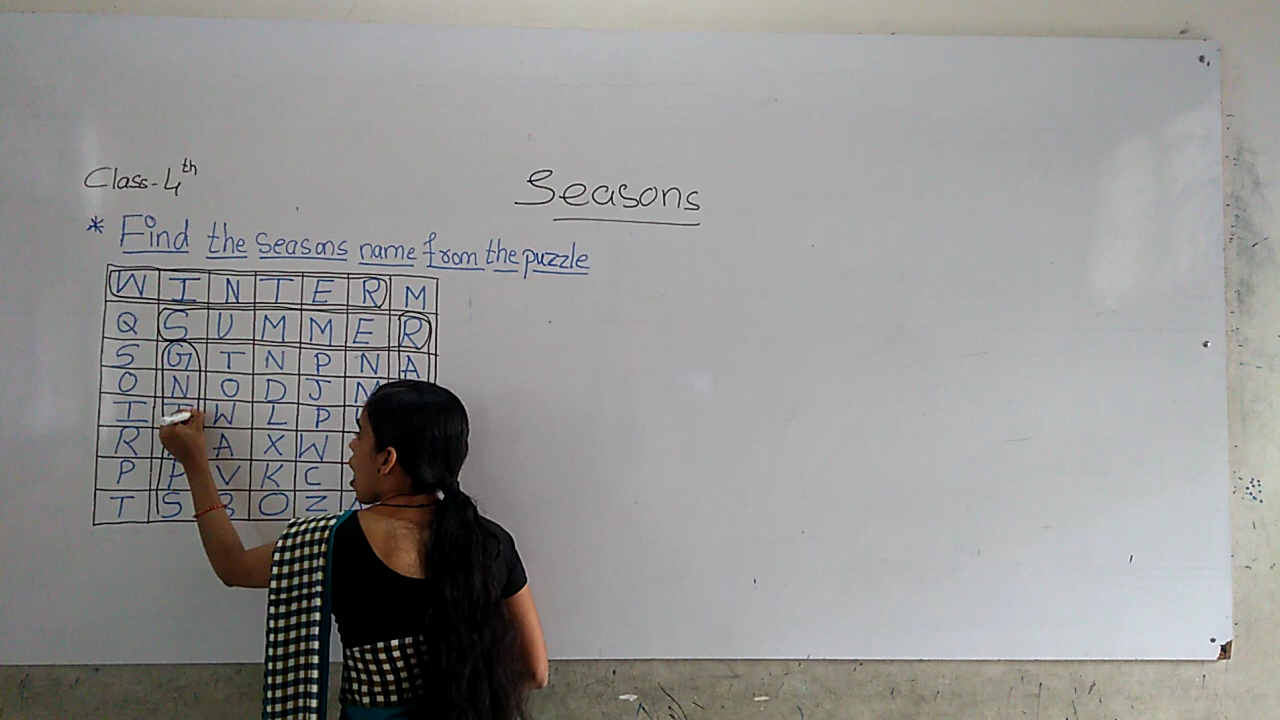 Class-4th
Seasons
* Find the seasons name from the puzzle
W I N T E R M
Q S U M M E R
S G T N P N A
O N O D J
I I W L P
R A X W
P P V K C
T S B O Z